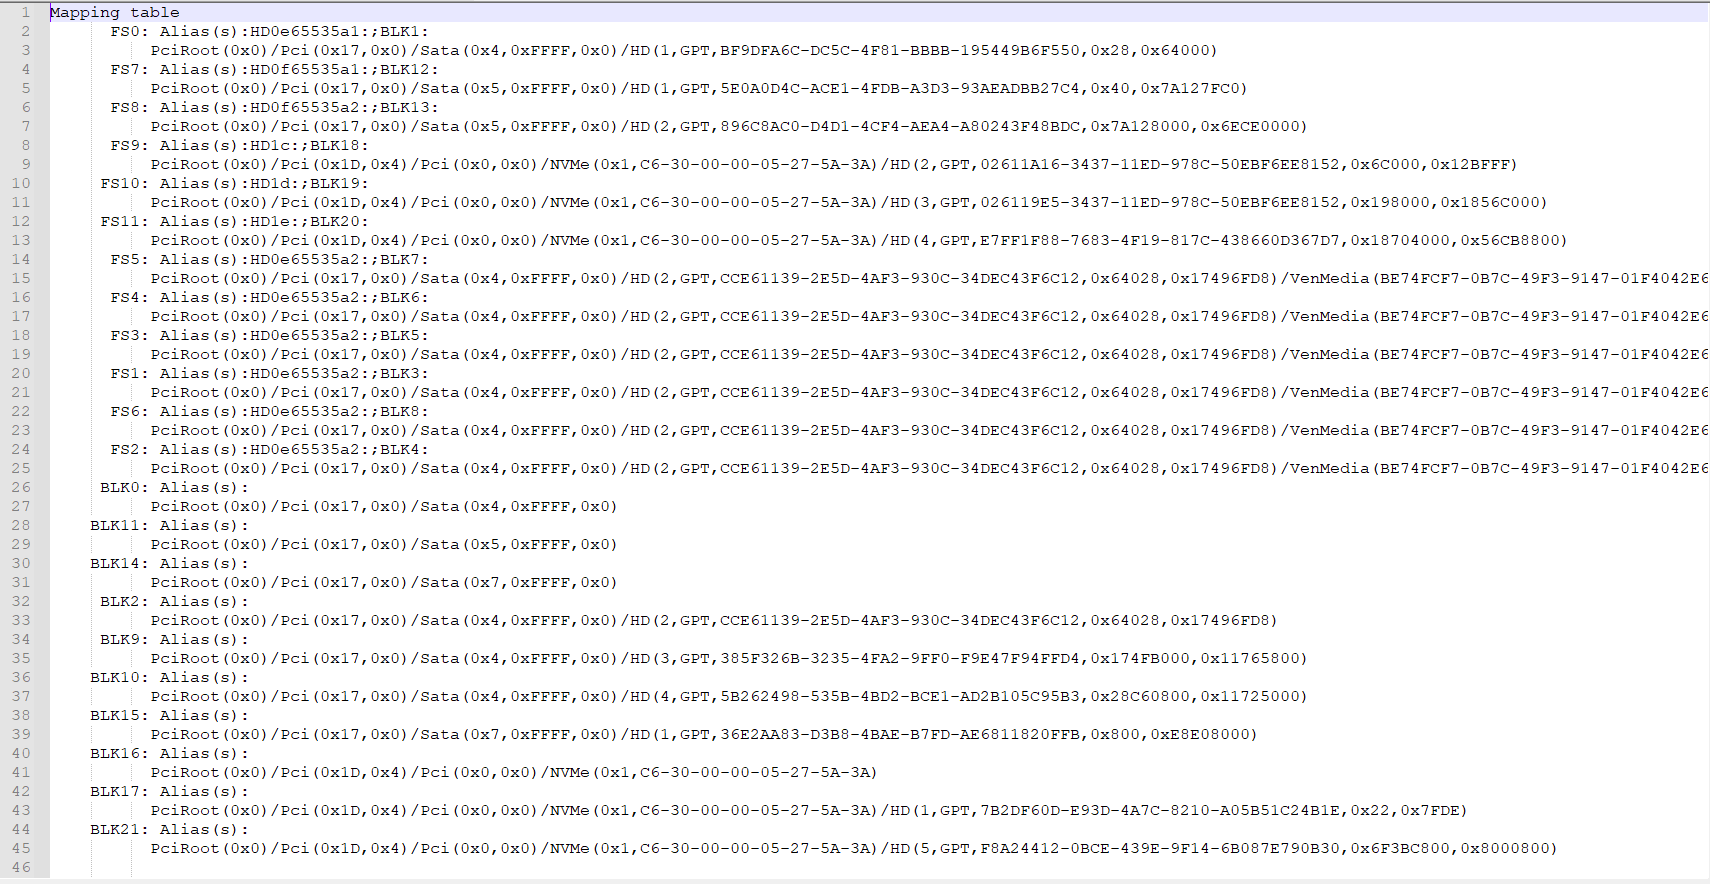 1 Mapping table
2 FS0: Alias(s):HD0e65535a1:;BLK1:
3 PciRoot(0x0)/Pci(0x17,0x0)/Sata(0x4,0xFFFF,0x0)/HD(1,GPT,BF9DFA6C-DC5C-4F81-BBBB-195449B6F550,0x28,0x64000)
4 FS7: Alias(s):HD0f65535a1:;BLK12:
5 PciRoot(0x0)/Pci(0x17,0x0)/Sata(0x5,0xFFFF,0x0)/HD(1,GPT,5E0A0D4C-ACE1-4FDB-A3D3-93AEADBB27C4,0x40,0x7A127FC0)
6 FS8: Alias(s):HD0f65535a2:;BLK13:
7 PciRoot(0x0)/Pci(0x17,0x0)/Sata(0x5,0xFFFF,0x0)/HD(2,GPT,896C8AC0-D4D1-4CF4-AEA4-A80243F48BDC,0x7A128000,0x6ECE0000)
8 FS9: Alias(s):HD1c:;BLK18:
9 PciRoot(0x0)/Pci(0x1D,0x4)/Pci(0x0,0x0)/NVMe(0x1,C6-30-00-00-05-27-5A-3A)/HD(2,GPT,02611A16-3437-11ED-978C-50EBF6EE8152,0x6C000,0x12BFFF)
10 FS10: Alias(s):HD1d:;BLK19:
11 PciRoot(0x0)/Pci(0x1D,0x4)/Pci(0x0,0x0)/NVMe(0x1,C6-30-00-00-05-27-5A-3A)/HD(3,GPT,026119E5-3437-11ED-978C-50EBF6EE8152,0x198000,0x1856C000)
12 FS11: Alias(s):HD1e:;BLK20:
13 PciRoot(0x0)/Pci(0x1D,0x4)/Pci(0x0,0x0)/NVMe(0x1,C6-30-00-00-05-27-5A-3A)/HD(4,GPT,E7FF1F88-7683-4F19-817C-438660D367D7,0x18704000,0x56CB8800)
14 FS5: Alias(s):HD0e65535a2:;BLK7:
15 PciRoot(0x0)/Pci(0x17,0x0)/Sata(0x4,0xFFFF,0x0)/HD(2,GPT,CCE61139-2E5D-4AF3-930C-34DEC43F6C12,0x64028,0x17496FD8)/VenMedia(BE74FCF7-0B7C-49F3-9147-01F4042E6
16 FS4: Alias(s):HD0e65535a2:;BLK6:
17 PciRoot(0x0)/Pci(0x17,0x0)/Sata(0x4,0xFFFF,0x0)/HD(2,GPT,CCE61139-2E5D-4AF3-930C-34DEC43F6C12,0x64028,0x17496FD8)/VenMedia(BE74FCF7-0B7C-49F3-9147-01F4042E6
18 FS3: Alias(s):HD0e65535a2:;BLK5:
19 PciRoot(0x0)/Pci(0x17,0x0)/Sata(0x4,0xFFFF,0x0)/HD(2,GPT,CCE61139-2E5D-4AF3-930C-34DEC43F6C12,0x64028,0x17496FD8)/VenMedia(BE74FCF7-0B7C-49F3-9147-01F4042E6
20 FS1: Alias(s):HD0e65535a2:;BLK3:
21 PciRoot(0x0)/Pci(0x17,0x0)/Sata(0x4,0xFFFF,0x0)/HD(2,GPT,CCE61139-2E5D-4AF3-930C-34DEC43F6C12,0x64028,0x17496FD8)/VenMedia(BE74FCF7-0B7C-49F3-9147-01F4042E6
22 FS6: Alias(s):HD0e65535a2:;BLK8:
23 PciRoot(0x0)/Pci(0x17,0x0)/Sata(0x4,0xFFFF,0x0)/HD(2,GPT,CCE61139-2E5D-4AF3-930C-34DEC43F6C12,0x64028,0x17496FD8)/VenMedia(BE74FCF7-0B7C-49F3-9147-01F4042E6
24 FS2: Alias(s):HD0e65535a2:;BLK4:
25 PciRoot(0x0)/Pci(0x17,0x0)/Sata(0x4,0xFFFF,0x0)/HD(2,GPT,CCE61139-2E5D-4AF3-930C-34DEC43F6C12,0x64028,0x17496FD8)/VenMedia(BE74FCF7-0B7C-49F3-9147-01F4042E6
26 BLK0: Alias(s):
27 PciRoot(0x0)/Pci(0x17,0x0)/Sata(0x4,0xFFFF,0x0)
28 BLK11: Alias(s):
29 PciRoot(0x0)/Pci(0x17,0x0)/Sata(0x5,0xFFFF,0x0)
30 BLK14: Alias(s):
31 PciRoot(0x0)/Pci(0x17,0x0)/Sata(0x7,0xFFFF,0x0)
32 BLK2: Alias(s):
33 PciRoot(0x0)/Pci(0x17,0x0)/Sata(0x4,0xFFFF,0x0)/HD(2,GPT,CCE61139-2E5D-4AF3-930C-34DEC43F6C12,0x64028,0x17496FD8)
34 BLK9: Alias(s):
35 PciRoot(0x0)/Pci(0x17,0x0)/Sata(0x4,0xFFFF,0x0)/HD(3,GPT,385F326B-3235-4FA2-9FF0-F9E47F94FFD4,0x174FB000,0x11765800)
36 BLK10: Alias(s):
37 PciRoot(0x0)/Pci(0x17,0x0)/Sata(0x4,0xFFFF,0x0)/HD(4,GPT,5B262498-535B-4BD2-BCE1-AD2B105C95B3,0x28C60800,0x11725000)
38 BLK15: Alias(s):
39 PciRoot(0x0)/Pci(0x17,0x0)/Sata(0x7,0xFFFF,0x0)/HD(1,GPT,36E2AA83-D3B8-4BAE-B7FD-AE6811820FFB,0x800,0xE8E08000)
40 BLK16: Alias(s):
41 PciRoot(0x0)/Pci(0x1D,0x4)/Pci(0x0,0x0)/NVMe(0x1,C6-30-00-00-05-27-5A-3A)
42 BLK17: Alias(s):
43 PciRoot(0x0)/Pci(0x1D,0x4)/Pci(0x0,0x0)/NVMe(0x1,C6-30-00-00-05-27-5A-3A)/HD(1,GPT,7B2DF60D-E93D-4A7C-8210-A05B51C24B1E,0x22,0x7FDE)
44 BLK21: Alias(s):
45 PciRoot(0x0)/Pci(0x1D,0x4)/Pci(0x0,0x0)/NVMe(0x1,C6-30-00-00-05-27-5A-3A)/HD(5,GPT,F8A24412-0BCE-439E-9F14-6B087E790B30,0x6F3BC800,0x8000800)
46